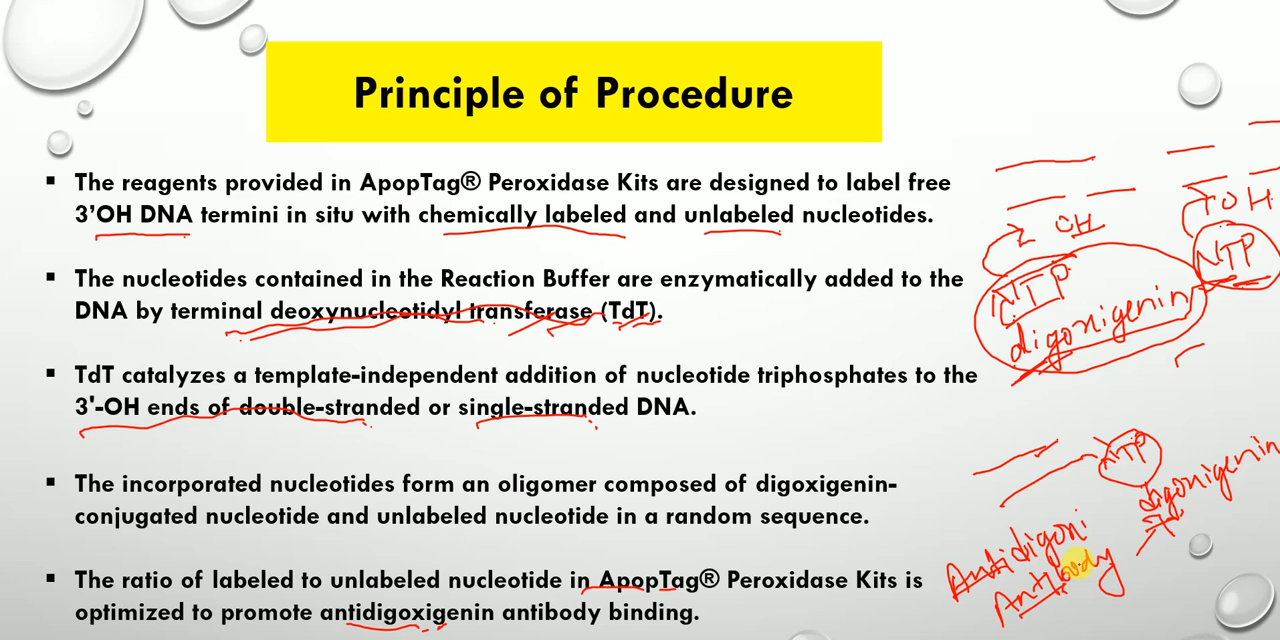 Principle of Procedure
▪ The reagents provided in ApopTag® Peroxidase Kits are designed to label free
3’OH DNA termini in situ with chemically labeled and unlabeled nucleotides.
▪ The nucleotides contained in the Reaction Buffer are enzymatically added to the
DNA by terminal deoxynucleotidyl transferase (TdT).
▪ TdT catalyzes a template-independent addition of nucleotide triphosphates to the
3'-OH ends of double-stranded or single-stranded DNA.
▪ The incorporated nucleotides form an oligomer composed of digoxigenin-
conjugated nucleotide and unlabeled nucleotide in a random sequence.
▪ The ratio of labeled to unlabeled nucleotide in ApopTag® Peroxidase Kits is
optimized to promote antidigoxigenin antibody binding.
OH
OH
NTP
NTP
digonigenin
NTP
digonigenin
Antidigoni
Antibody